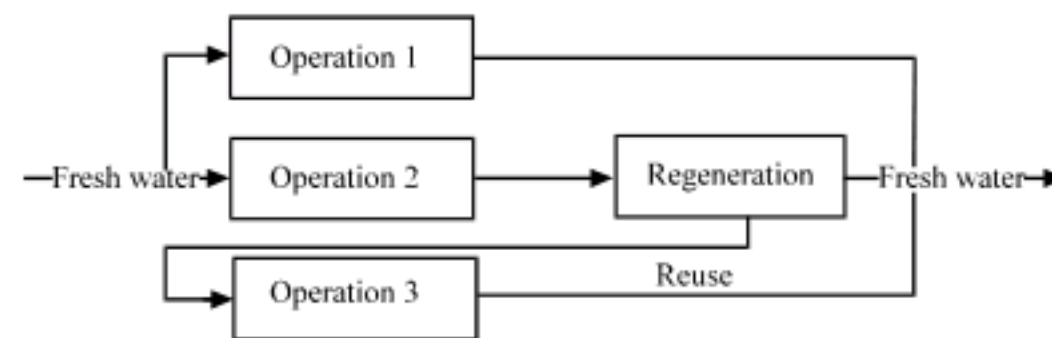 Operation 1
Fresh water
Operation 2
Regeneration
Fresh water
Operation 3
Reuse